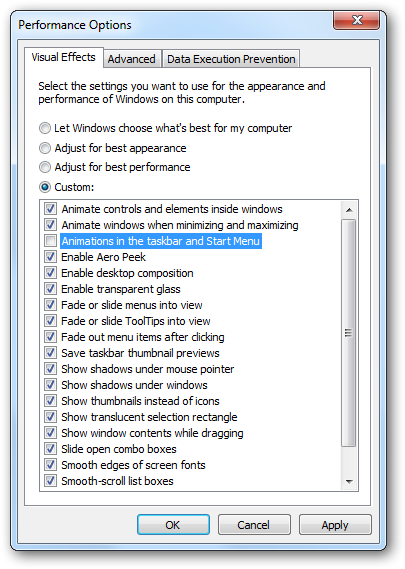 Performance Options
Visual Effects
Advanced
Data Execution Prevention
Select the settings you want to use for the appearance and
performance of Windows on this computer.
Let Windows choose what's best for my computer
Adjust for best appearance
Adjust for best performance
Custom:
Animate controls and elements inside windows
Animate windows when minimizing and maximizing
Animations in the taskbar and Start Menu
Enable Aero Peek
Enable desktop composition
Enable transparent glass
Fade or slide menus into view
Fade or slide ToolTips into view
Fade out menu items after clicking
Save taskbar thumbnail previews
Show shadows under mouse pointer
Show shadows under windows
Show thumbnails instead of icons
Show translucent selection rectangle
Show window contents while dragging
Slide open combo boxes
Smooth edges of screen fonts
Smooth-scroll list boxes
OK
Cancel
Apply